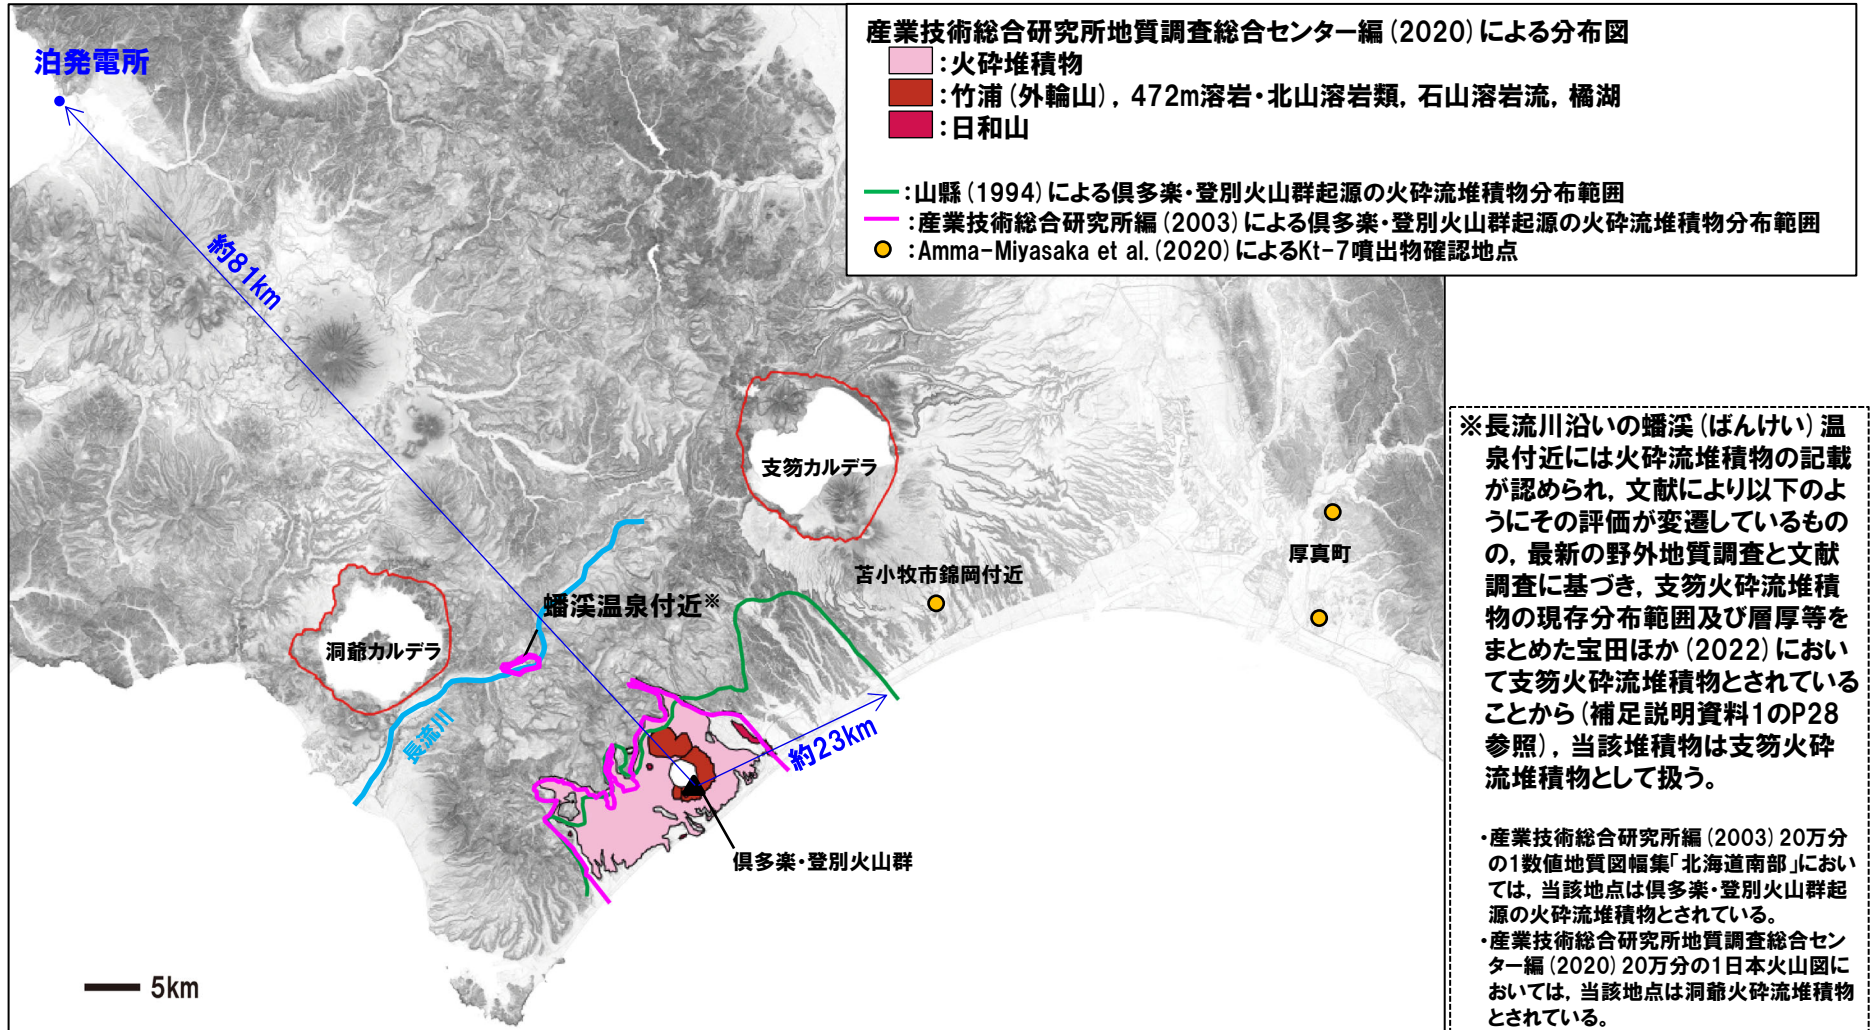 泊発電所
産業技術総合研究所地質調査総合センター編(2020)による分布図
:火砕堆積物
:竹浦(外輪山), 472m溶岩・北山溶岩類, 石山溶岩流, 橘湖
:日和山
:山縣(1994)による倶多楽・登別火山群起源の火砕流堆積物分布範囲
:産業技術総合研究所編(2003)による倶多楽・登別火山群起源の火砕流堆積物分布範囲
:Amma-Miyasaka et al.(2020)によるKt-7噴出物確認地点
約81km
支笏カルデラ
厚真町
苫小牧市錦岡付近
蟠渓温泉付近※
洞爺カルデラ
長流川
約23km
倶多楽・登別火山群
5km
※長流川沿いの蟠渓(ばんけい)温
泉付近には火砕流堆積物の記載
が認められ, 文献により以下のよ
うにその評価が変遷しているもの
の, 最新の野外地質調査と文献
調査に基づき, 支笏火砕流堆積
物の現存分布範囲及び層厚等を
まとめた宝田ほか(2022)におい
て支笏火砕流堆積物とされている
ことから(補足説明資料1のP28
参照), 当該堆積物は支笏火砕
流堆積物として扱う。
・産業技術総合研究所編(2003)20万分
の1数値地質図幅集「北海道南部」におい
ては, 当該地点は倶多楽・登別火山群起
源の火砕流堆積物とされている。
・産業技術総合研究所地質調査総合セン
ター編(2020)20万分の1日本火山図に
おいては, 当該地点は洞爺火砕流堆積物
とされている。